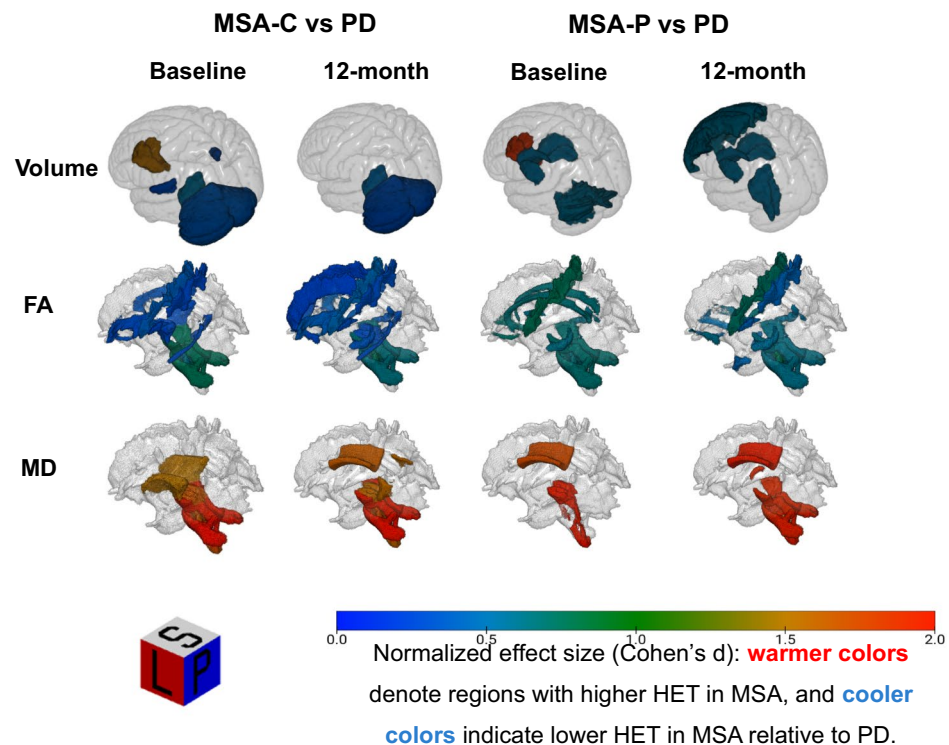 MSA-C vs PD
MSA-P vs PD
Baseline
12-month
Baseline
12-month
Volume
FA
MD
S
L
P
0.0
0.5
1.0
1.5
2.0
Normalized effect size (Cohen's d): warmer colors
denote regions with higher HET in MSA, and cooler
colors indicate lower HET in MSA relative to PD.